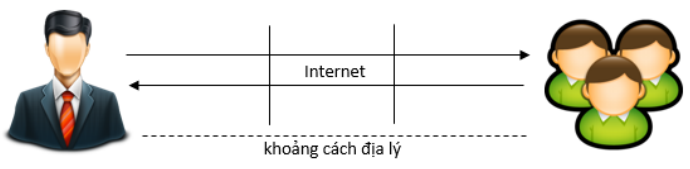 Internet
khoảng cách địa lý